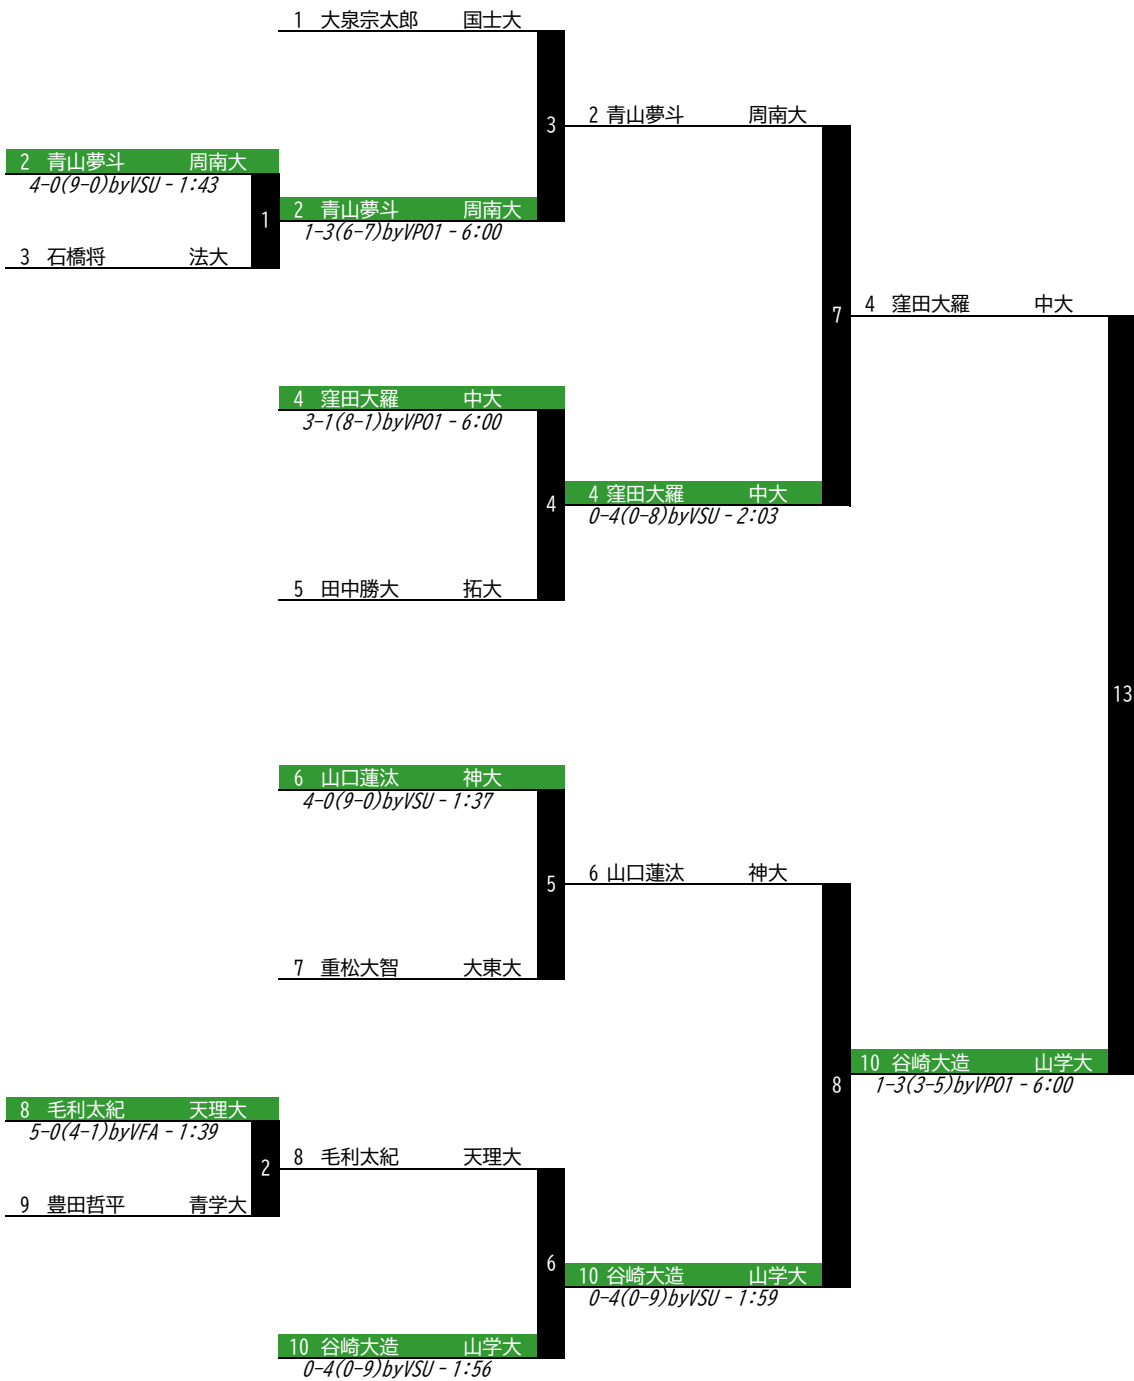 1 大泉宗太郎 国士大
3
2 青山夢斗 周南大
2 青山夢斗 周南大
4-0(9-0)byVSU - 1:43
1
2 青山夢斗 周南大
1-3(6-7)byVPO1 - 6:00
3 石橋将 法大
7
4 窪田大羅 中大
4 窪田大羅 中大
3-1(8-1)byVPO1 - 6:00
4
4 窪田大羅 中大
0-4(0-8)byVSU - 2:03
5 田中勝大 拓大
13
6 山口蓮汰 神大
4-0(9-0)byVSU - 1:37
5
6 山口蓮汰 神大
7 重松大智 大東大
8
10 谷崎大造 山学大
1-3(3-5)byVPO1 - 6:00
8 毛利太紀 天理大
5-0(4-1)byVFA - 1:39
2
8 毛利太紀 天理大
9 豊田哲平 青学大
6
10 谷崎大造 山学大
0-4(0-9)byVSU - 1:59
10 谷崎大造 山学大
0-4(0-9)byVSU - 1:56